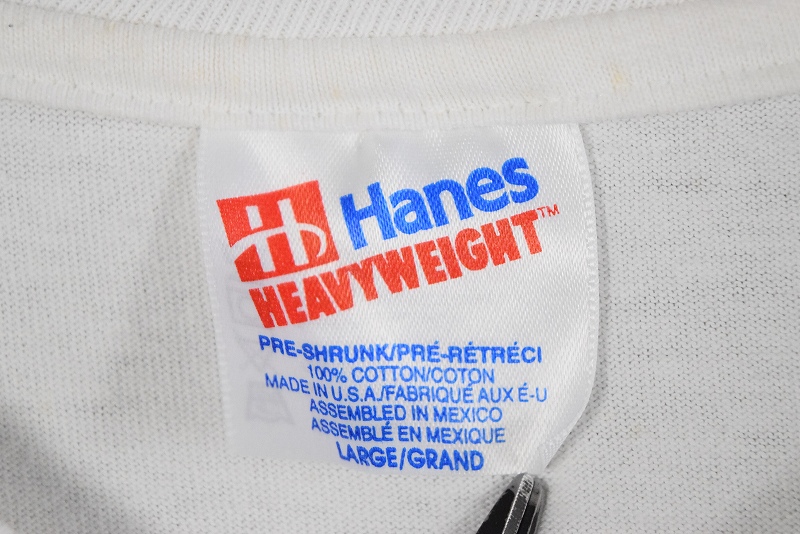 H Hanes
HEAVYWEIGHT™
PRE-SHRUNK/PRÉ-RÉTRÉCI
100% COTTON/COTON
MADE IN U.S.A./FABRIQUÉ AUX É-U
ASSEMBLED IN MEXICO
ASSEMBLÉ EN MEXIQUE
LARGE/GRAND